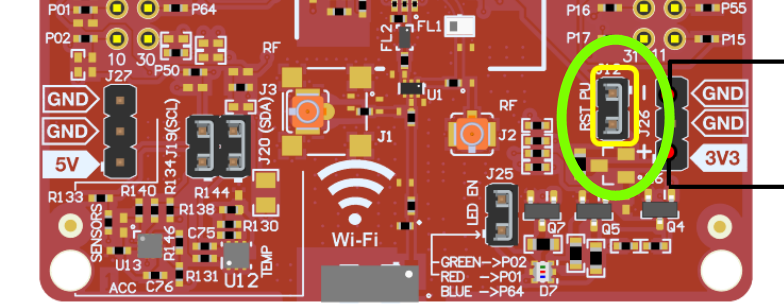 P01
P64
P02
10 30
P50
J27
GND
GND
5V
R133
J19(SCL)
R134
R140
R144
J20 (SDA)
RF
J3
J1
FL2
FL1
U1
RF
J2
Wi-Fi
R138
C75
R130
R146
R131
SENSORS
U13
ACC C76
U12
TEMP
J25
LED EN
GREEN->P02
RED ->P01
BLUE ->P64
D7
Q7
Q5
Q4
P16
P55
P17
P15
31 11
J12
RST PU
J26
GND
GND
3V3